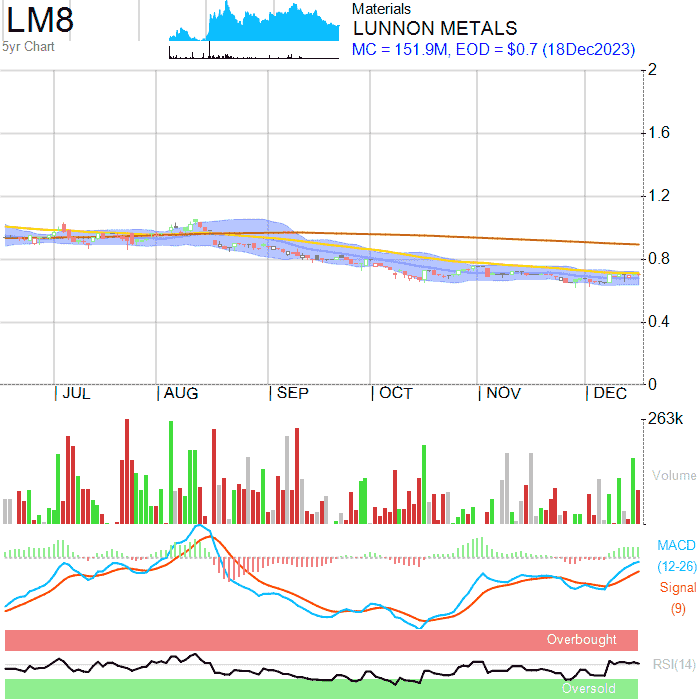 LM8
5yr Chart
Materials
LUNNON METALS
MC = 151.9M, EOD = $0.7 (18Dec2023)
2
1.6
1.2
0.8
0.4
0
JUL AUG SEP OCT NOV DEC
263k
Volume
MACD
(12-26)
Signal
(9)
Overbought
RSI(14)
Oversold